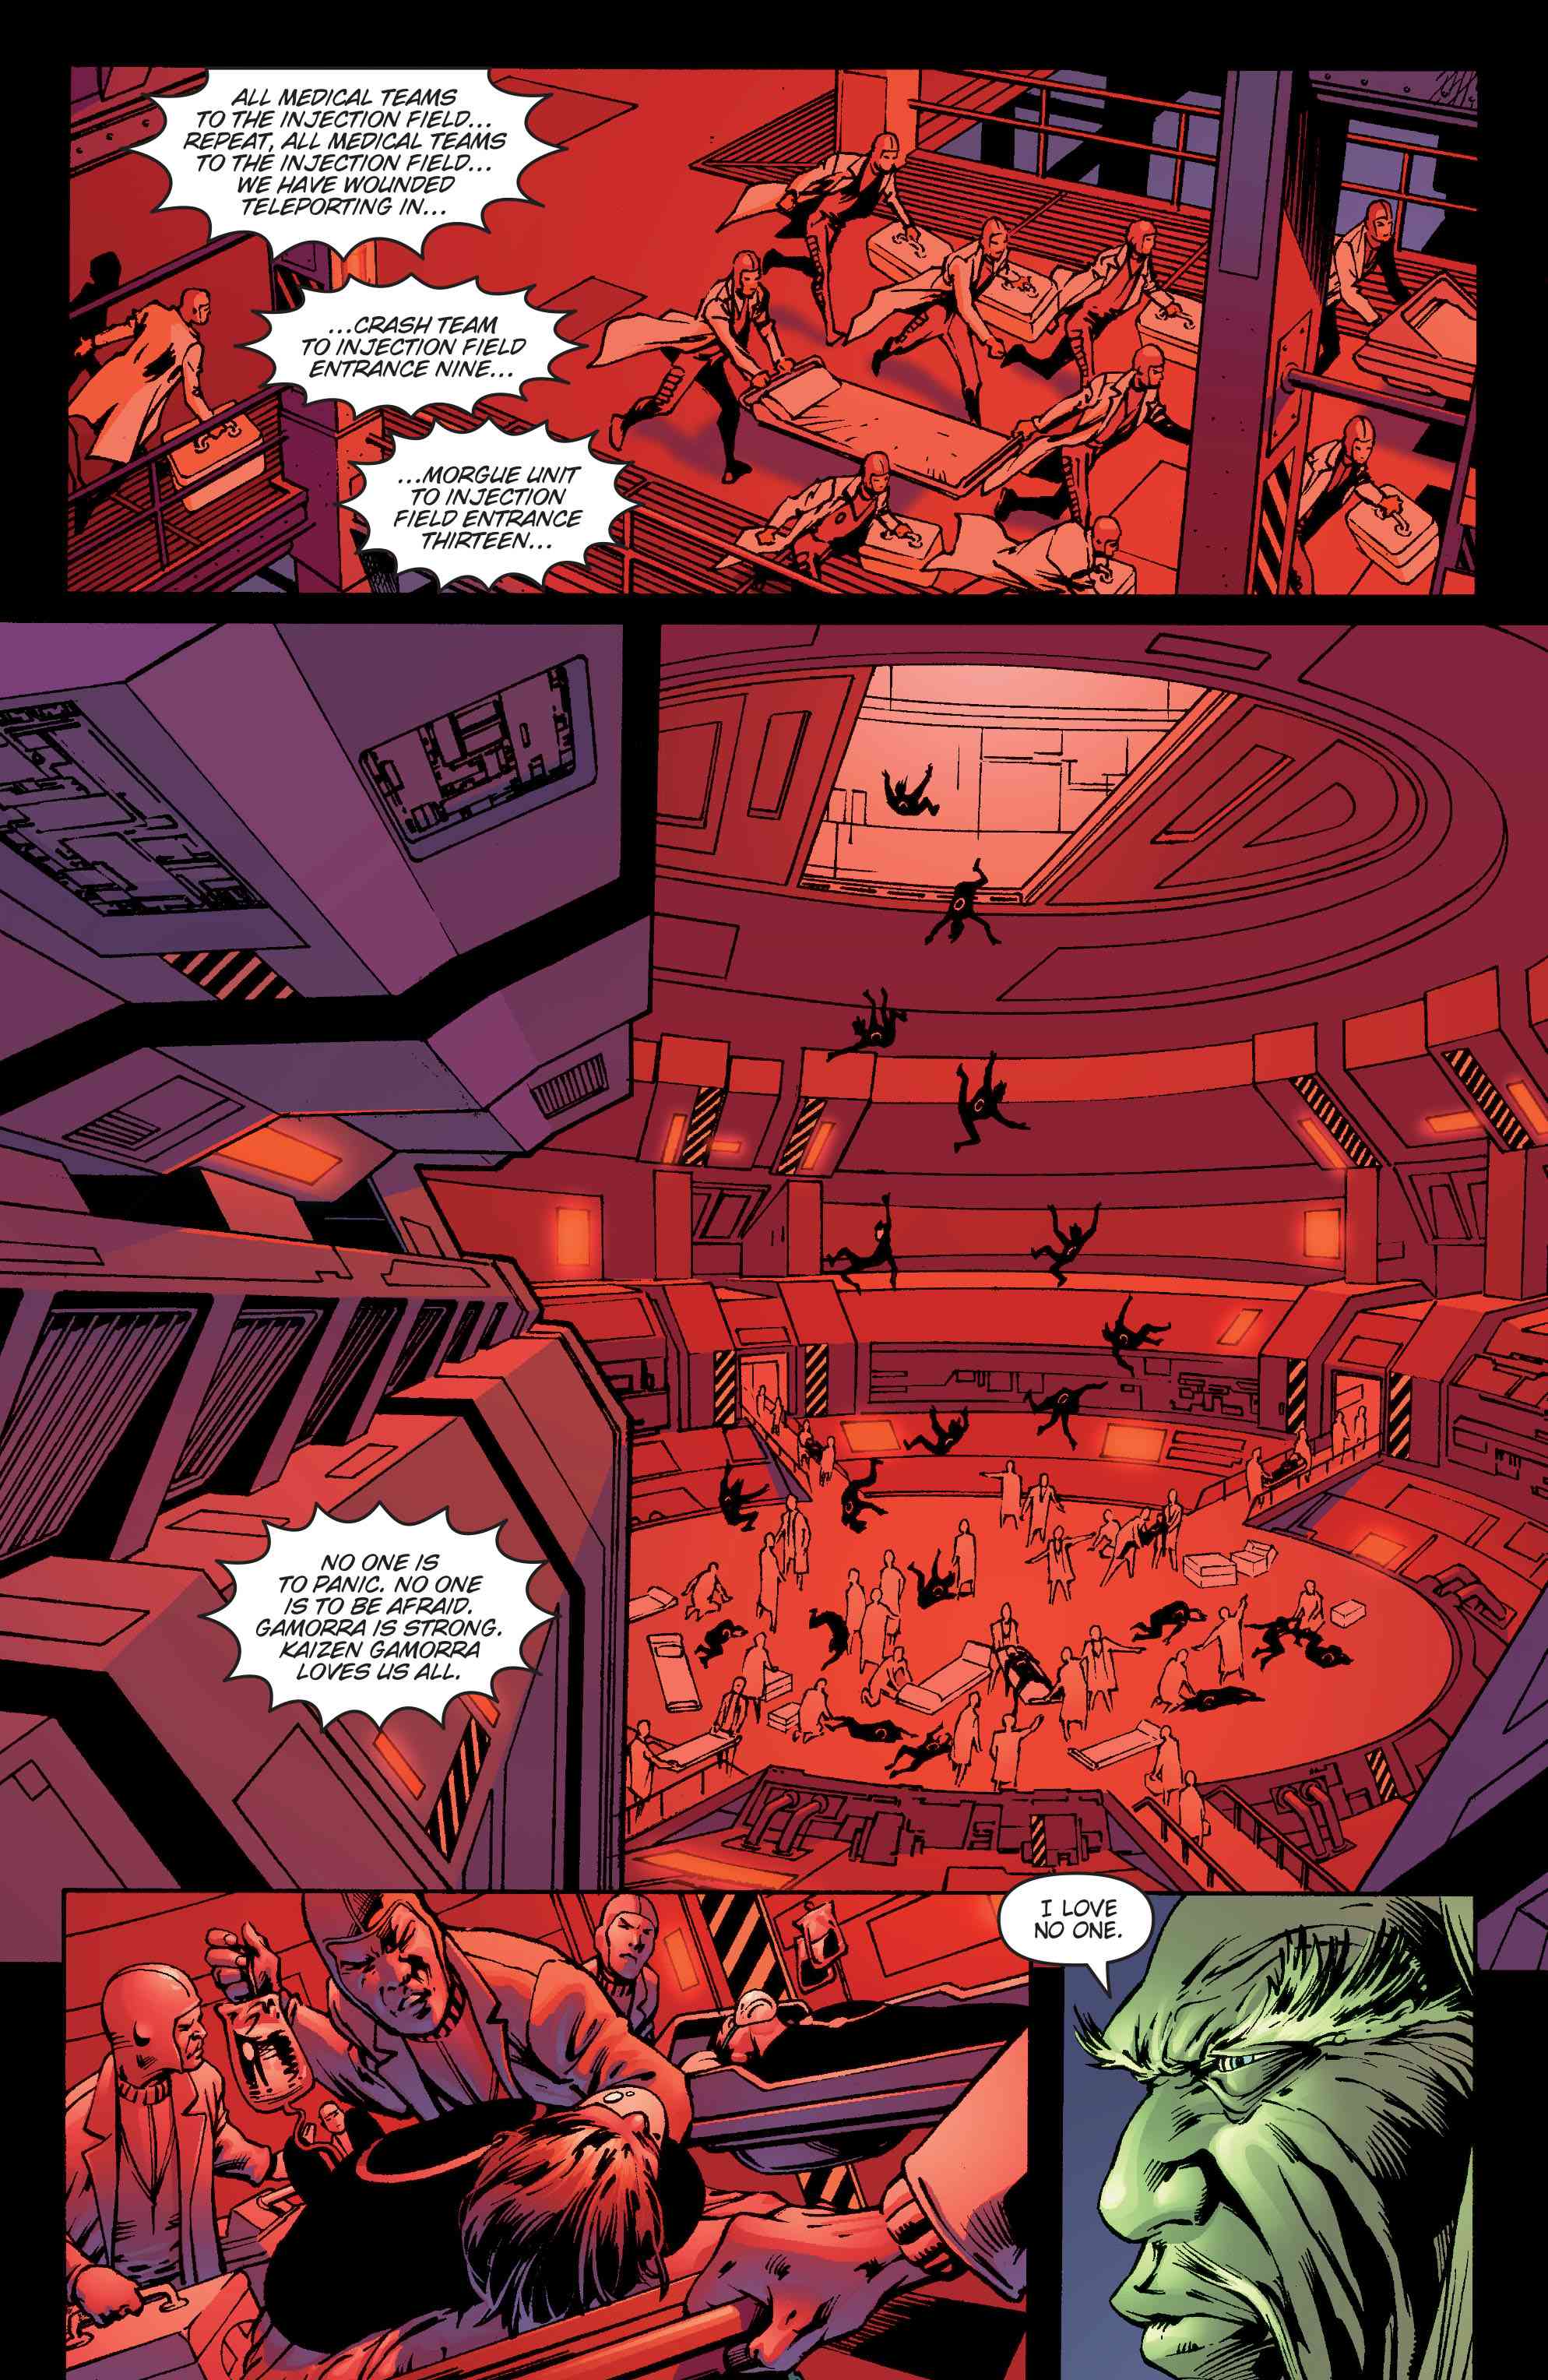 ALL MEDICAL TEAMS
TO THE INJECTION FIELD...
REPEAT, ALL MEDICAL TEAMS
TO THE INJECTION FIELD...
WE HAVE WOUNDED
TELEPORTING IN...
...CRASH TEAM
TO INJECTION FIELD
ENTRANCE NINE...
...MORGUE UNIT
TO INJECTION
FIELD ENTRANCE
THIRTEEN...
NO ONE IS
TO PANIC. NO ONE
IS TO BE AFRAID.
GAMORRA IS STRONG.
KAIZEN GAMORRA
LOVES US ALL.
I LOVE
NO ONE.